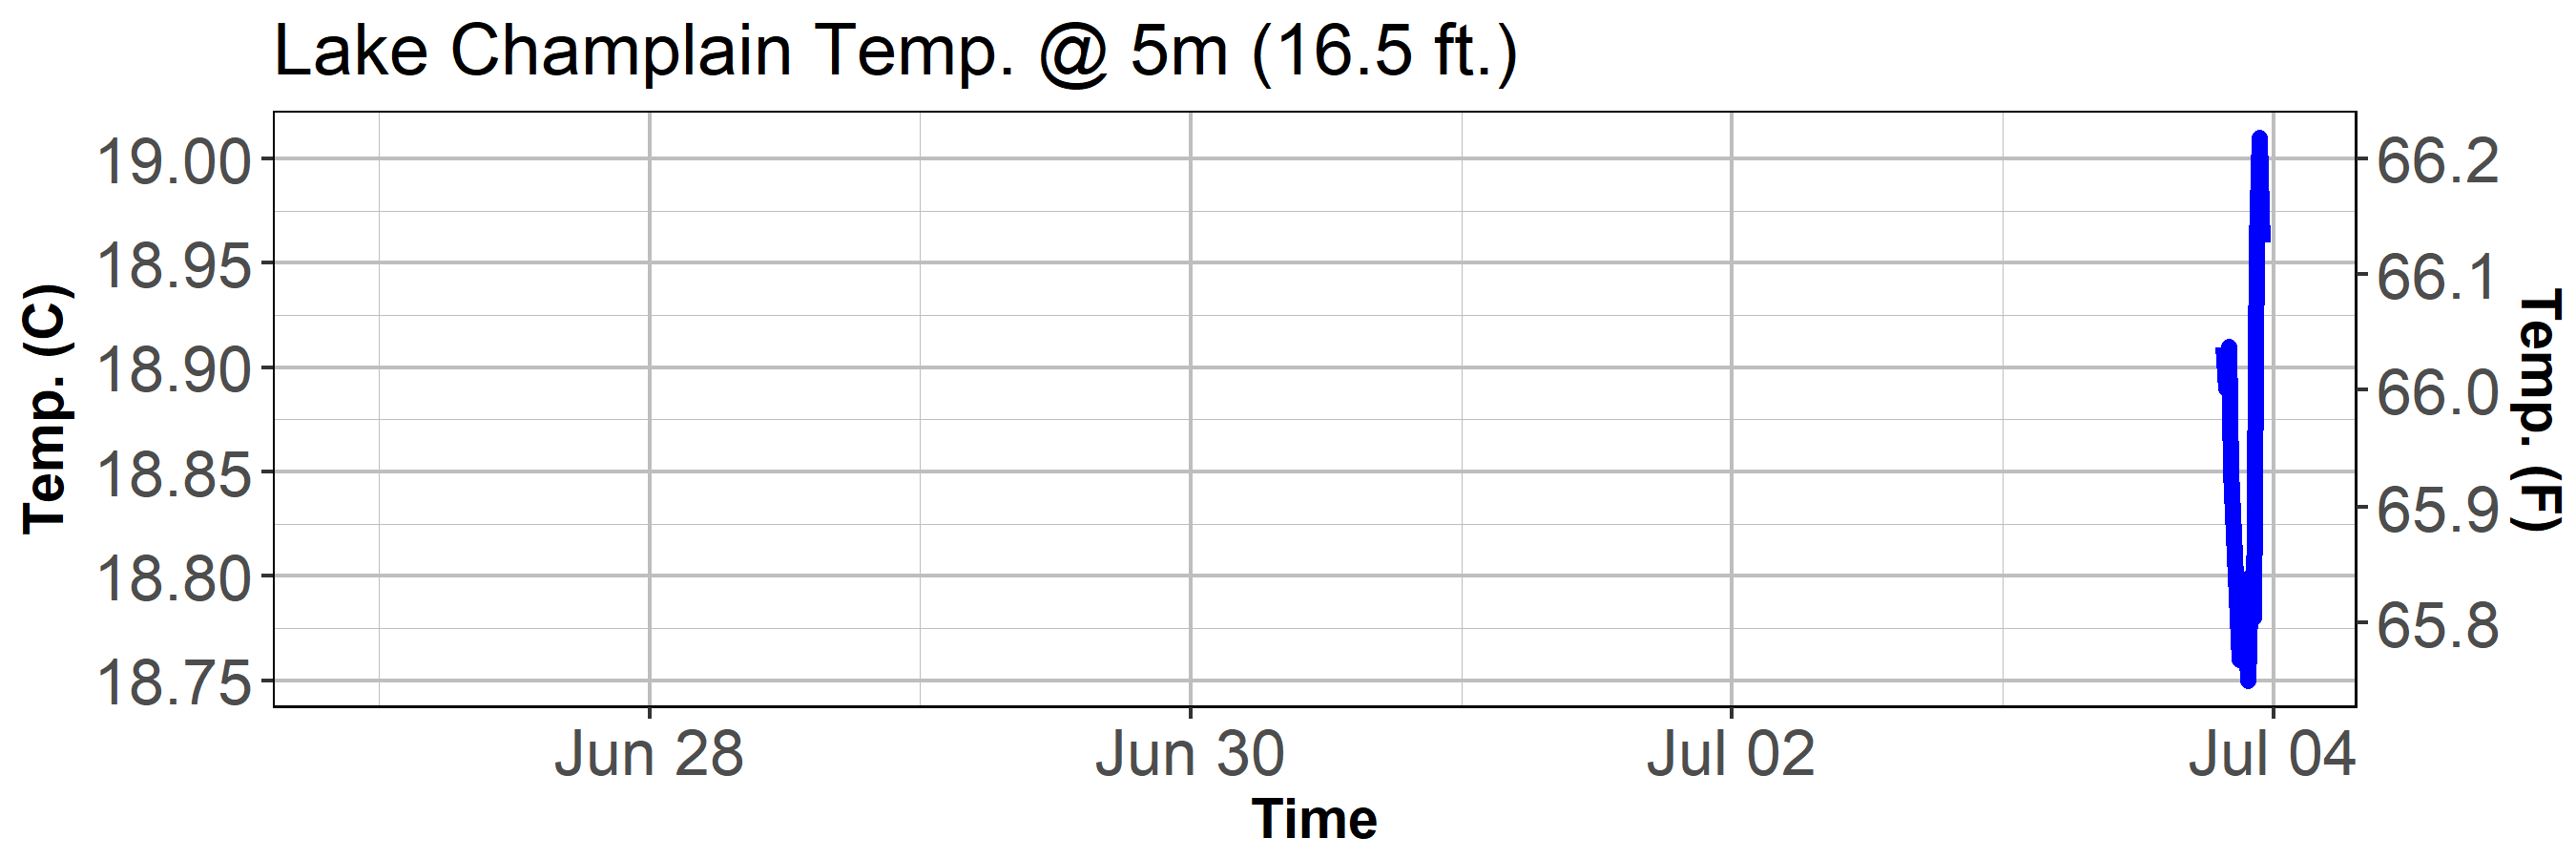 Lake Champlain Temp. @ 5m (16.5 ft.)
19.00
18.95
18.90
18.85
18.80
18.75
Temp. (C)
66.2
66.1
66.0
65.9
65.8
Temp. (F)
Jun 28 Jun 30 Jul 02 Jul 04
Time